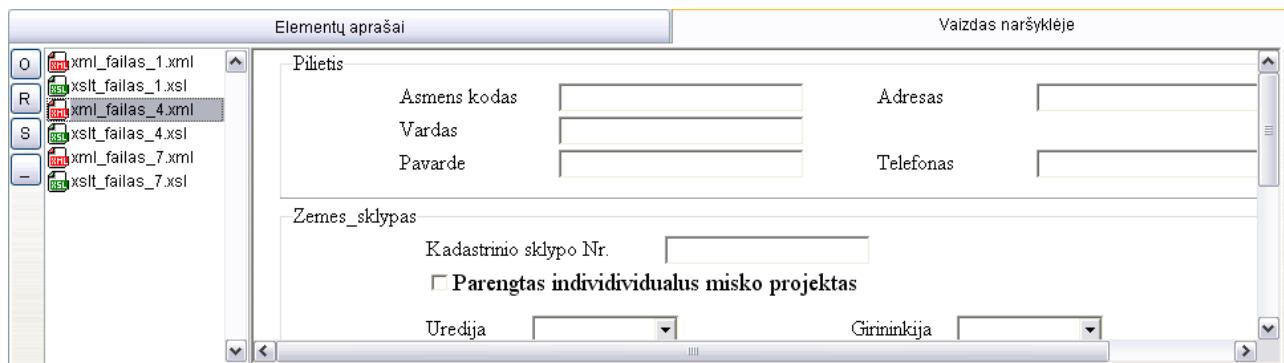 Elementų aprašai
Vaizdas naršyklėje
O
R
S
_
xml_failas_1.xml
xslt_failas_1.xsl
xml_failas_4.xml
xslt_failas_4.xsl
xml_failas_7.xml
xslt_failas_7.xsl
Pilietis
Asmens kodas
Adresas
Vardas
Pavarde
Telefonas
Zemes_sklypas
Kadastrinio sklypo Nr.
Parengtas individividualus misko projektas
Uredija
Girininkija